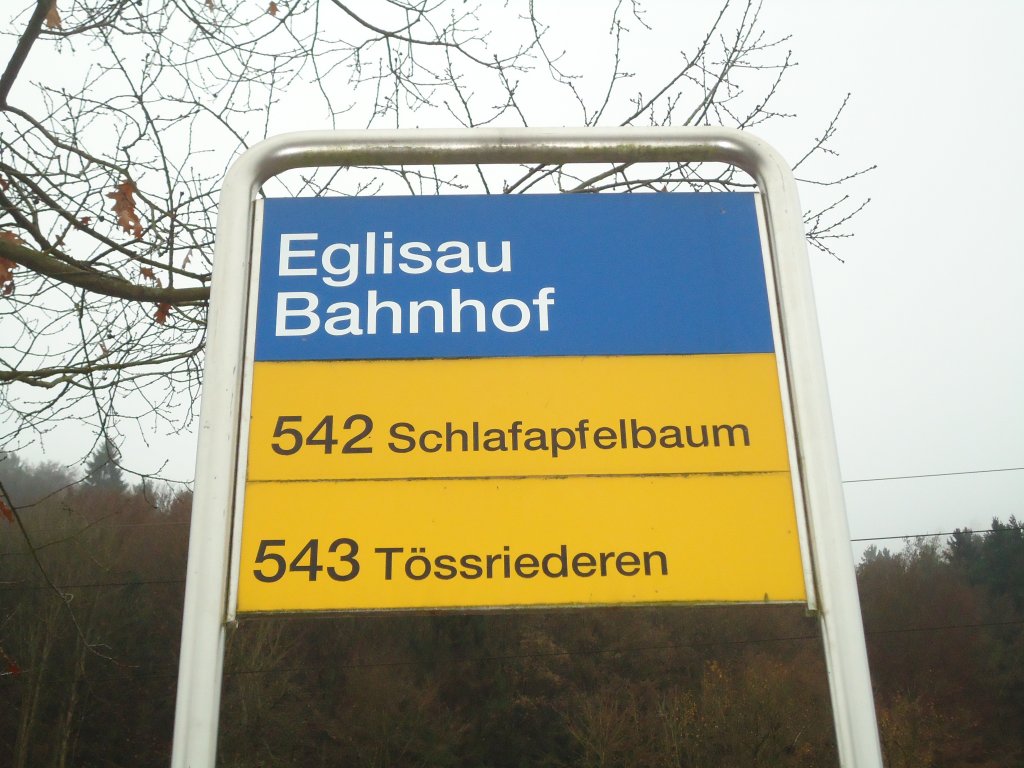 Eglisau
Bahnhof
542 Schlafapfelbaum
543 Tössriederen